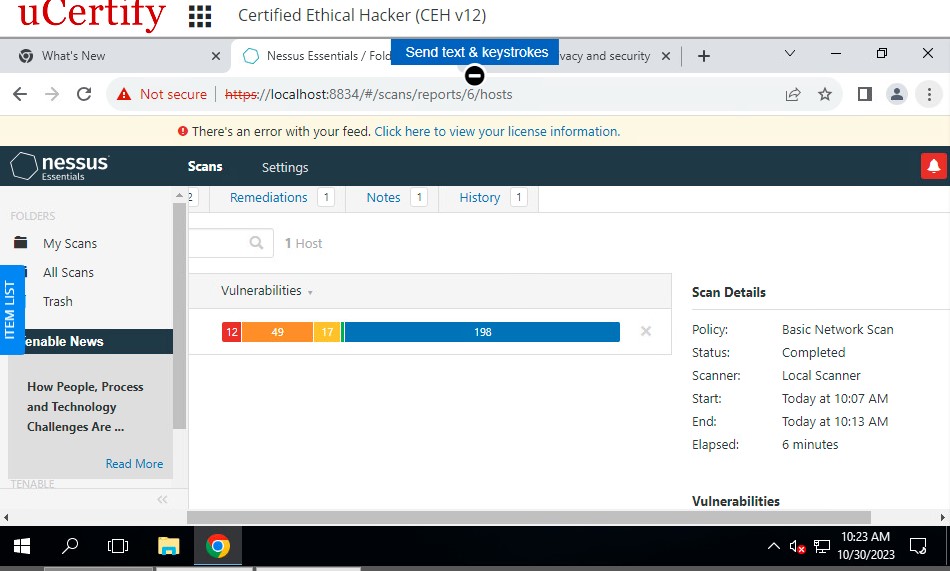 uCertify Certified Ethical Hacker (CEH v12)
What's New
Nessus Essentials / Fold
Send text & keystrokes
vacy and security
Not secure https://localhost:8834/#/scans/reports/6/hosts
There's an error with your feed. Click here to view your license information.
nessus Essentials
Scans Settings
2 Remediations 1 Notes 1 History 1
FOLDERS
My Scans
All Scans
Trash
ITEM LIST
enable News
How People, Process
and Technology
Challenges Are ...
Read More
TENABLE
1 Host
Vulnerabilities
12 49 17 198
Scan Details
Policy: Basic Network Scan
Status: Completed
Scanner: Local Scanner
Start: Today at 10:07 AM
End: Today at 10:13 AM
Elapsed: 6 minutes
Vulnerabilities
10:23 AM
10/30/2023